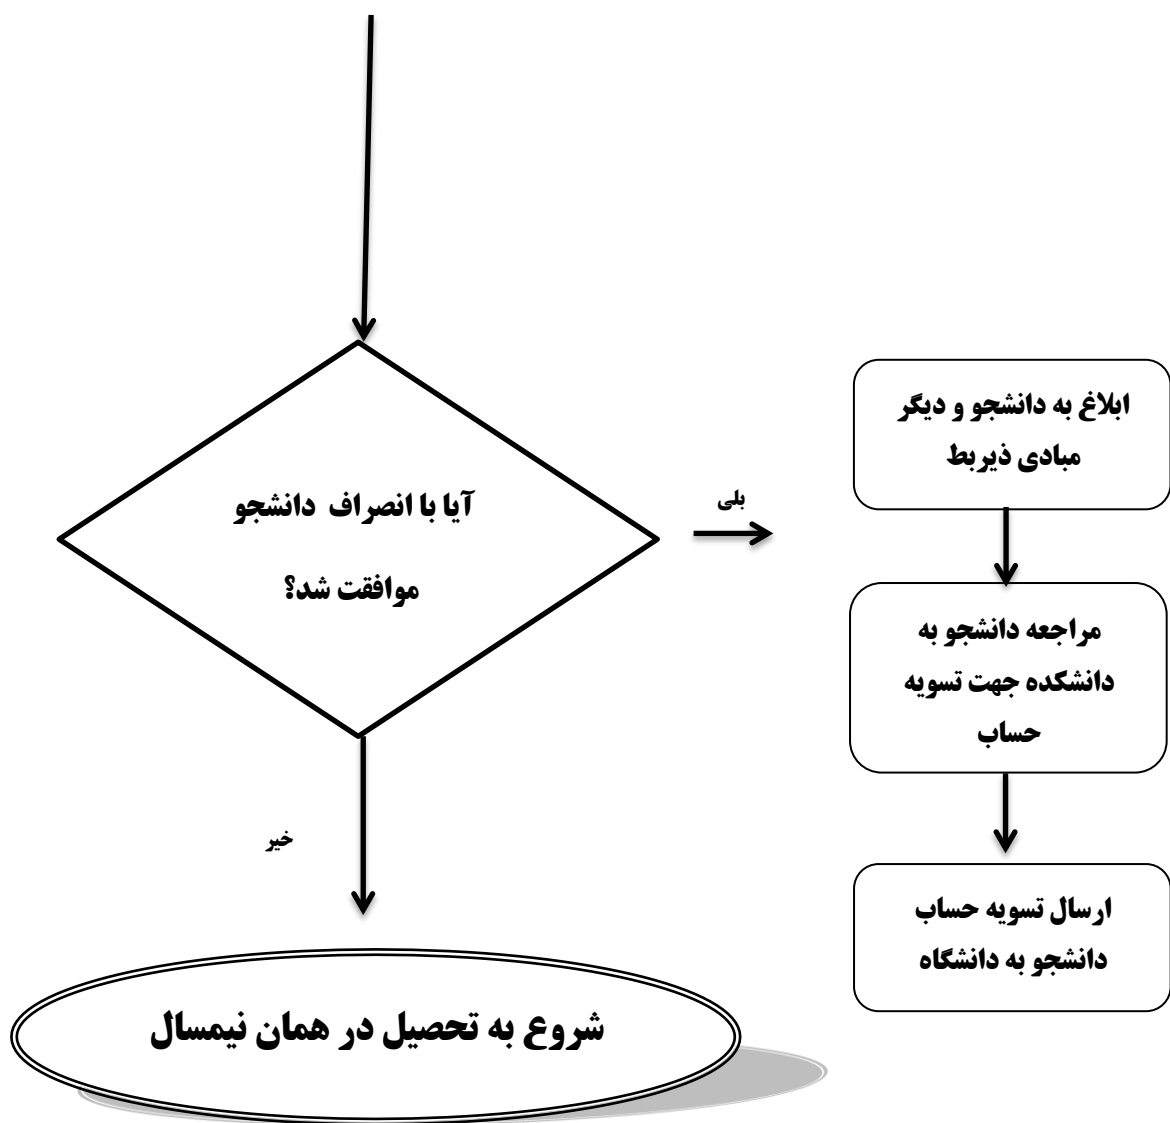 آیا با انصراف دانشجو
موافقت شد؟
بلی
ابلاغ به دانشجو و دیگر
مبادی ذیربط
مراجعه دانشجو به
دانشکده جهت تسویه
حساب
ارسال تسویه حساب
دانشجو به دانشگاه
خیر
شروع به تحصیل در همان نیمسال